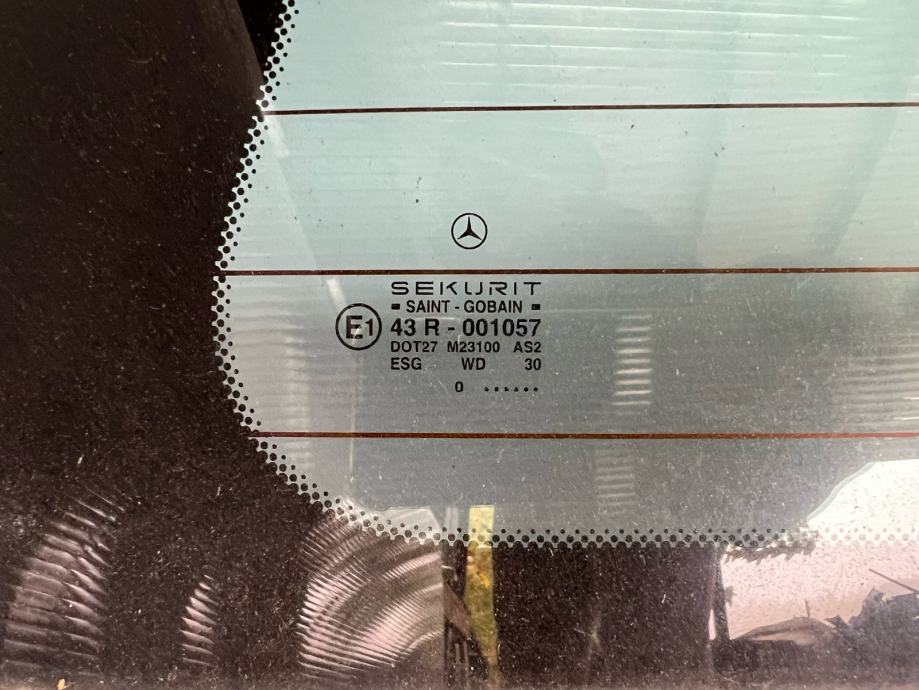 SEKURIT
SAINT - GOBAIN
E1 43 R - 001057
DOT27 M23100 AS2
ESG WD 30
0 ......